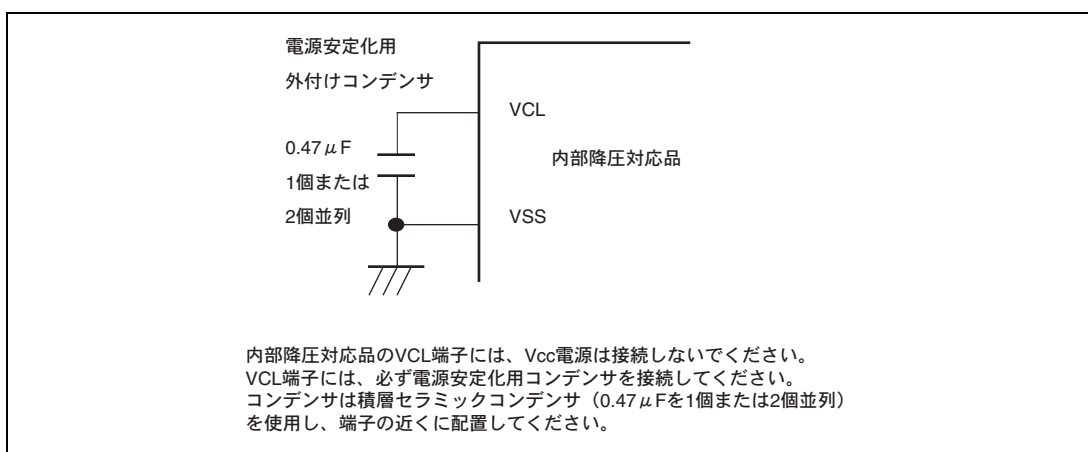 電源安定化用
外付けコンデンサ
VCL
0.47μF
1個または
2個並列
内部降圧対応品
VSS
内部降圧対応品のVCL端子には、Vcc電源は接続しないでください。
VCL端子には、必ず電源安定化用コンデンサを接続してください。
コンデンサは積層セラミックコンデンサ（0.47μFを1個または2個並列）
を使用し、端子の近くに配置してください。